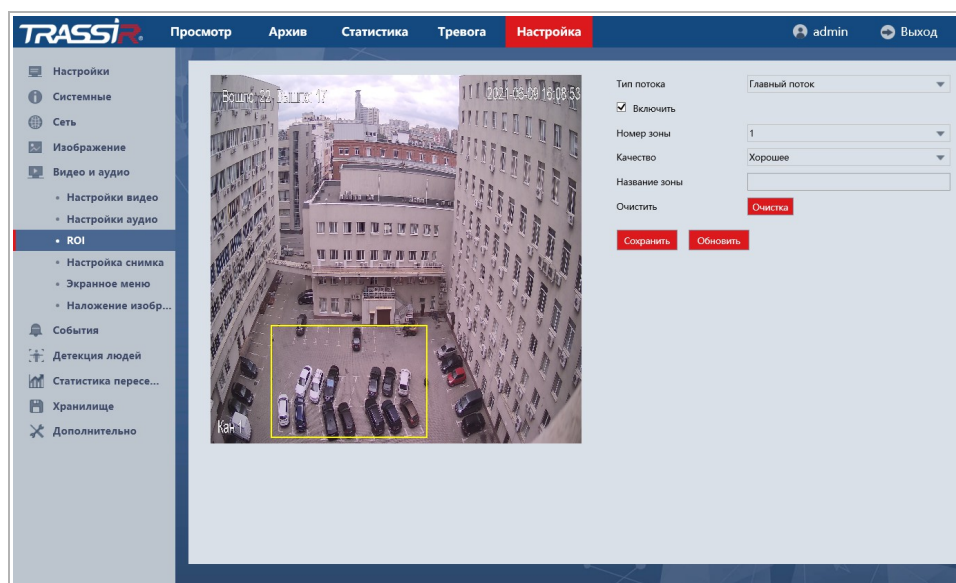 TRASSIR
Просмотр Архив Статистика Тревога Настройка admin Выход
Настройки
Системные
Сеть
Изображение
Видео и аудио
Настройки видео
Настройки аудио
ROI
Настройка снимка
Экранное меню
Наложение изобр...
События
Детекция людей
Статистика пересе...
Хранилище
Дополнительно
Вошло: 22, Вышло: 17 2021-06-09 16:08:53
Кан 1
Тип потока Главный поток
Включить
Номер зоны 1
Качество Хорошее
Название зоны
Очистить Очистка
Сохранить Обновить